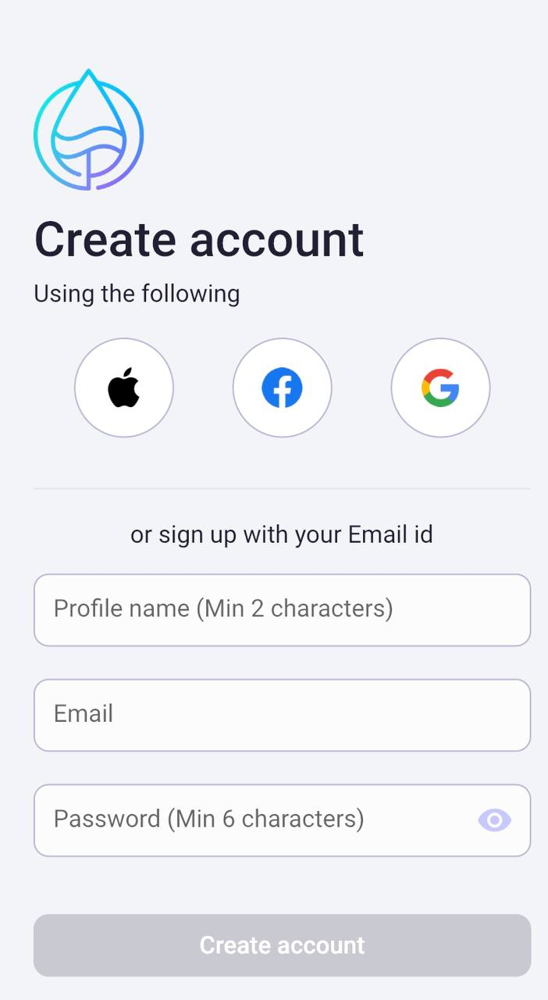 Create account
Using the following
or sign up with your Email id
Profile name (Min 2 characters)
Email
Password (Min 6 characters)
Create account